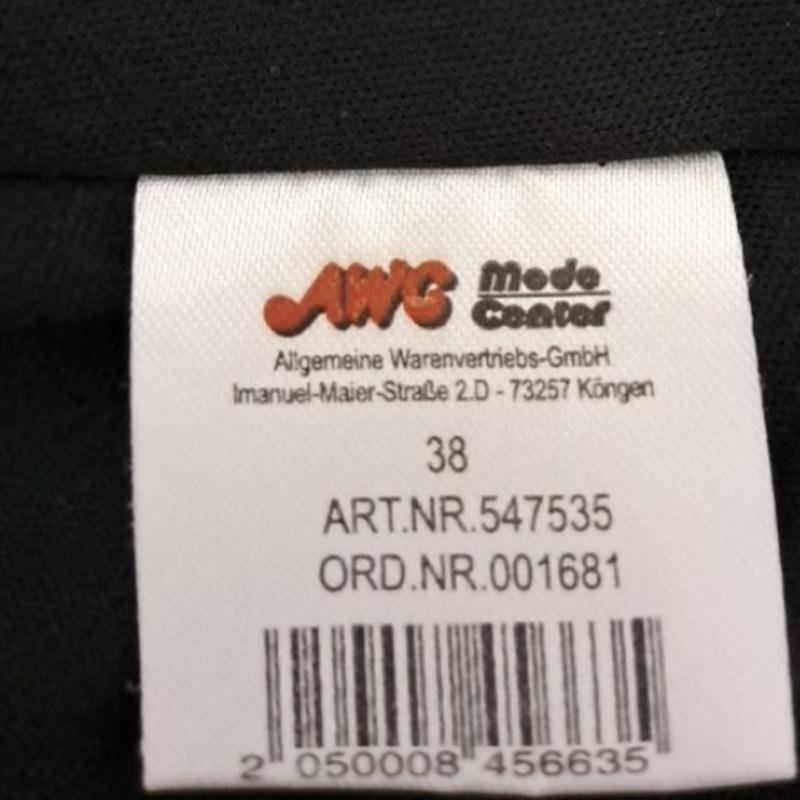 AWG Mode Center
Allgemeine Warenvertriebs-GmbH
Imanuel-Maier-Straße 2.D - 73257 Köngen
38
ART.NR.547535
ORD.NR.001681
2 050008 456635